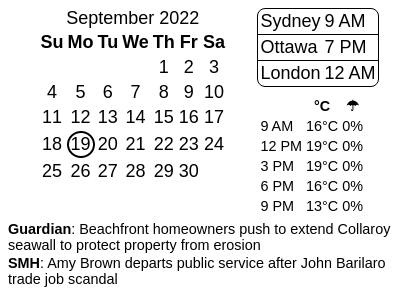 September 2022
Su Mo Tu We Th Fr Sa
1 2 3
4 5 6 7 8 9 10
11 12 13 14 15 16 17
18 19 20 21 22 23 24
25 26 27 28 29 30
Sydney 9 AM
Ottawa 7 PM
London 12 AM
°C ☂
9 AM 16°C 0%
12 PM 19°C 0%
3 PM 19°C 0%
6 PM 16°C 0%
9 PM 13°C 0%
Guardian: Beachfront homeowners push to extend Collaroy
seawall to protect property from erosion
SMH: Amy Brown departs public service after John Barilaro
trade job scandal